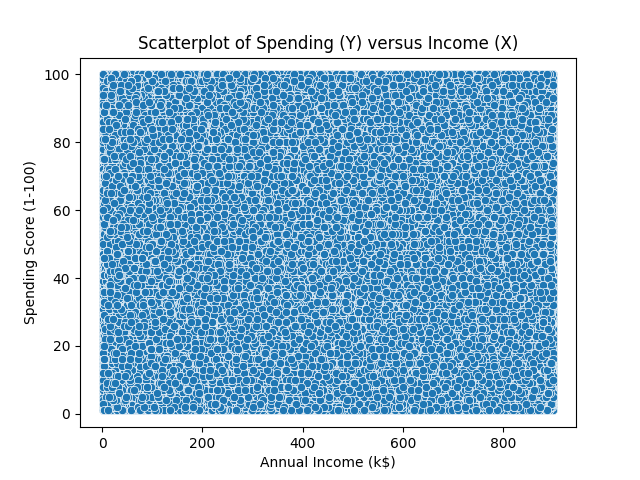 Scatterplot of Spending (Y) versus Income (X)
100
80
60
40
20
0
Spending Score (1-100)
0 200 400 600 800
Annual Income (k$)